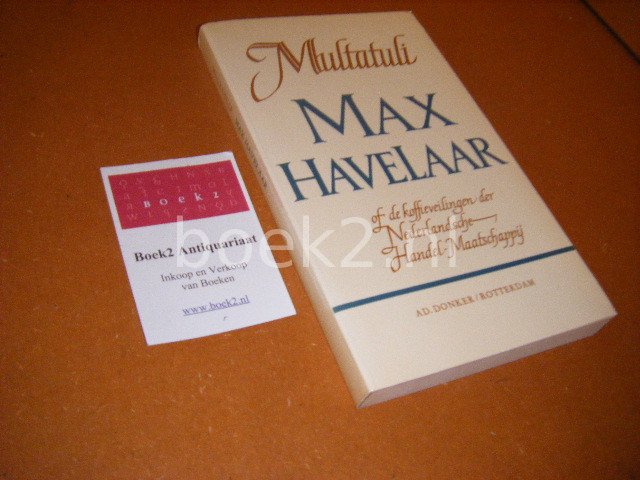 Multatuli
MAX
HAVELAAR
of de koffieveilingen der
Nederlandsche
Handel-Maatschappij
AD. DONKER/ROTTERDAM
BOEK2
Boek2 Antiquariaat
Inkoop en Verkoop
van Boeken
www.boek2.nl
boek2.nl